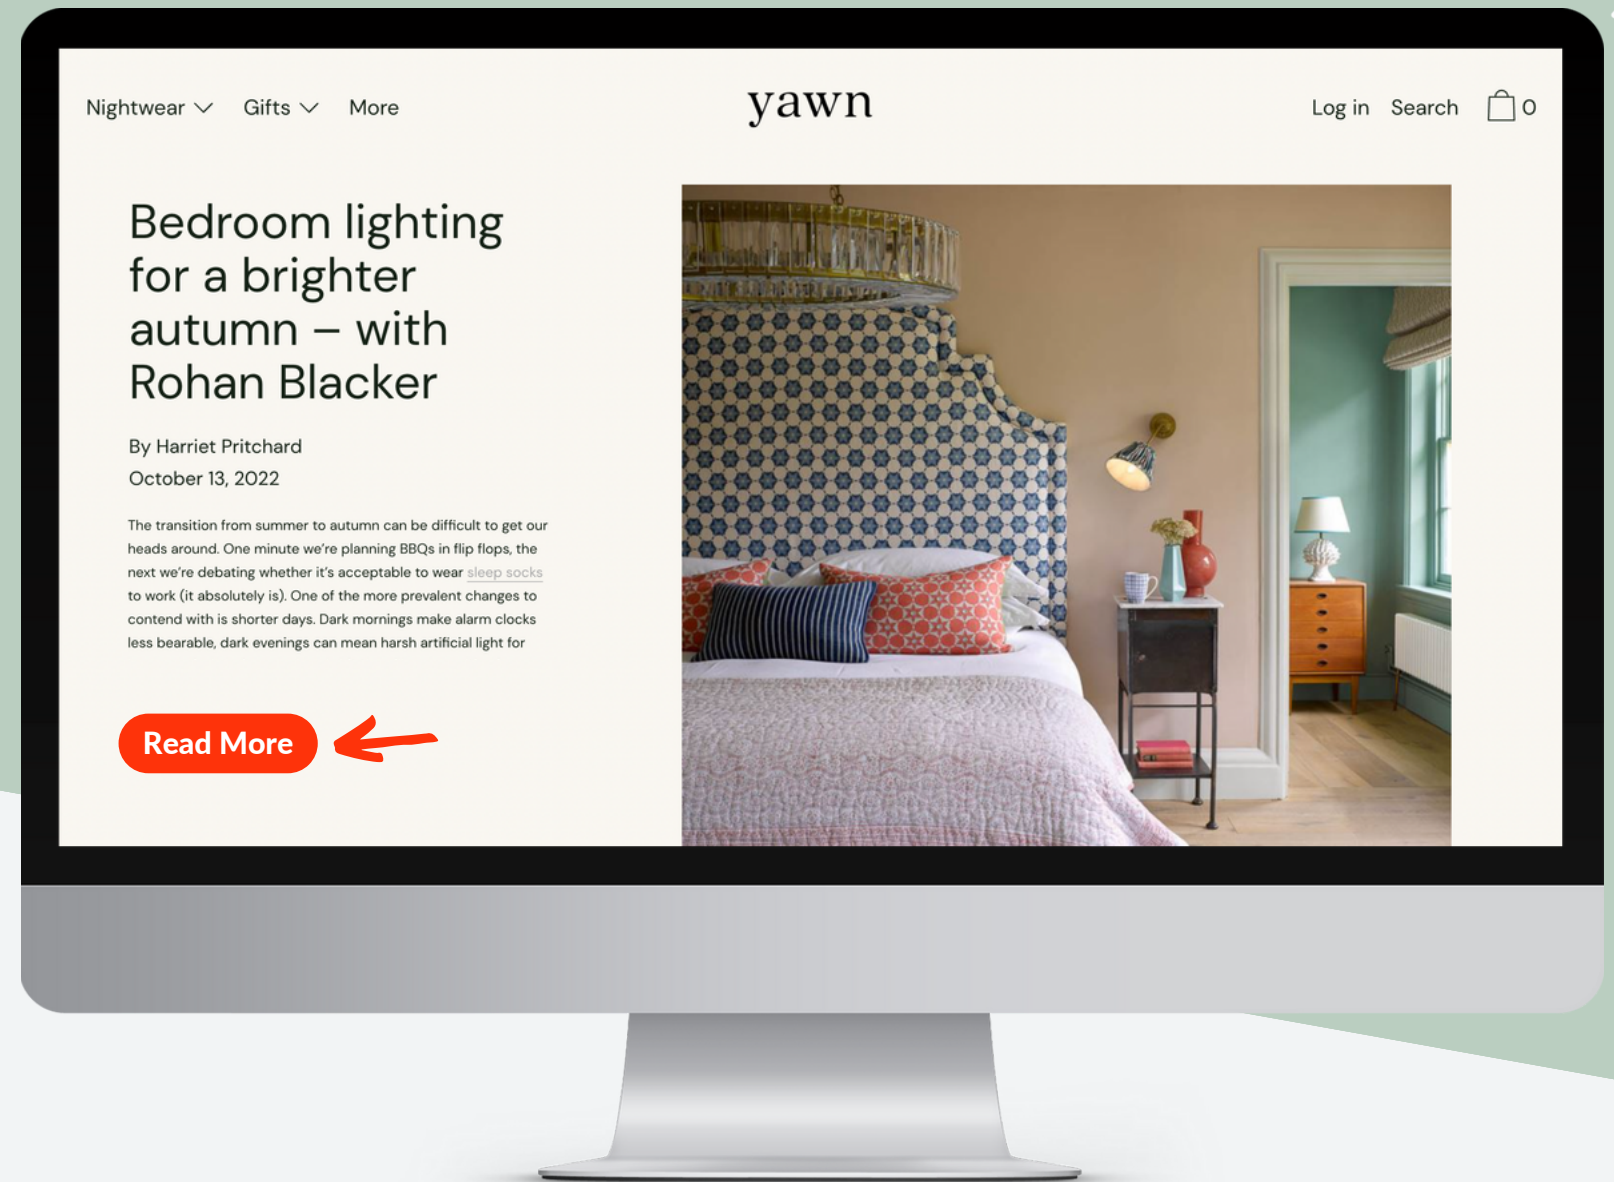 Nightwear Gifts More
yawn
Log in Search 0
Bedroom lighting
for a brighter
autumn – with
Rohan Blacker
By Harriet Pritchard
October 13, 2022
The transition from summer to autumn can be difficult to get our
heads around. One minute we’re planning BBQs in flip flops, the
next we’re debating whether it’s acceptable to wear sleep socks
to work (it absolutely is). One of the more prevalent changes to
contend with is shorter days. Dark mornings make alarm clocks
less bearable, dark evenings can mean harsh artificial light for
Read More